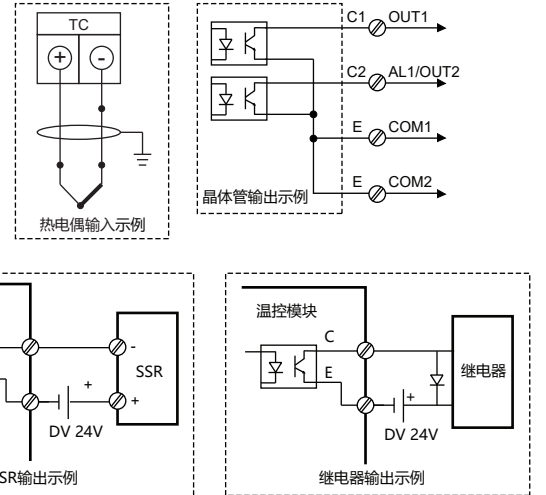 TC
+ -
热电偶输入示例
C1 OUT1
C2 AL1/OUT2
E COM1
E COM2
晶体管输出示例
-
SSR
+
+
DV 24V
SR输出示例
温控模块
C
E
继电器
+
DV 24V
继电器输出示例